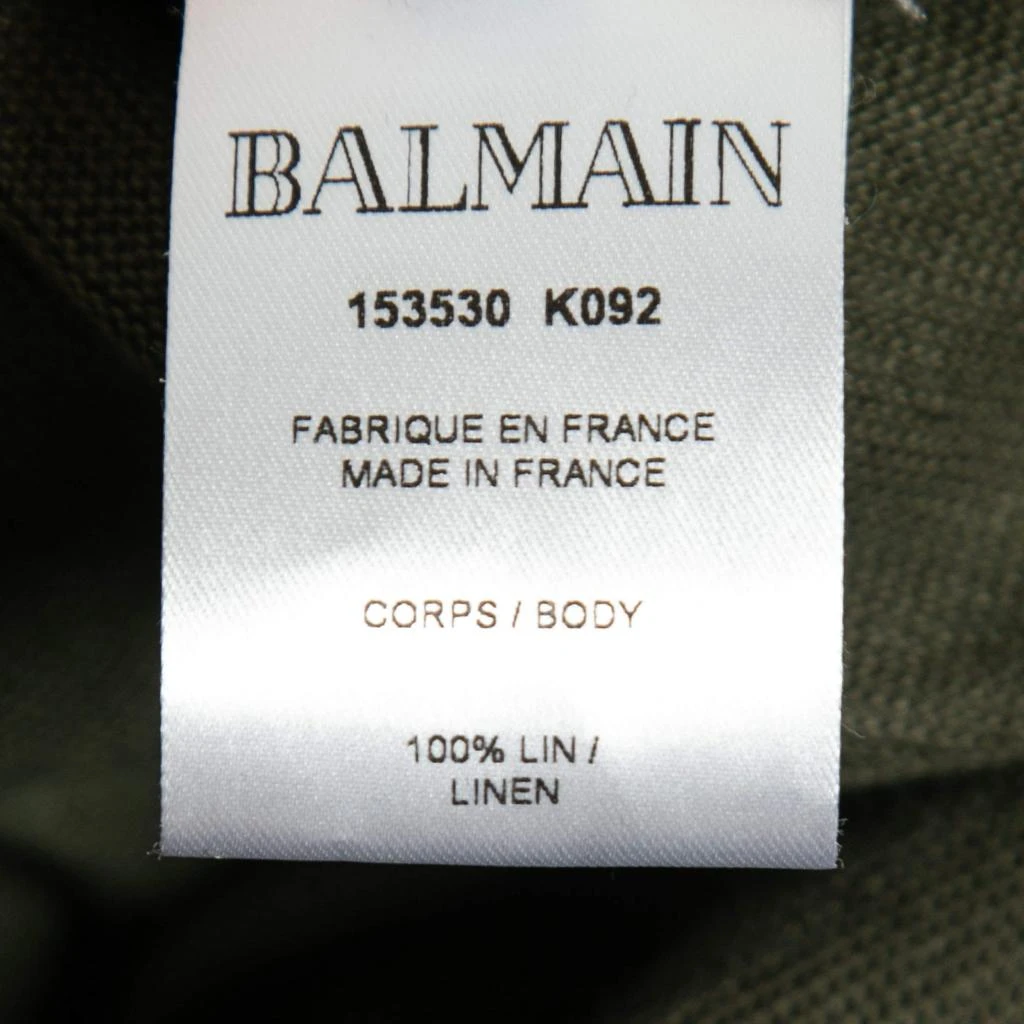 BALMAIN
153530 K092
FABRIQUE EN FRANCE
MADE IN FRANCE
CORPS / BODY
100% LIN /
LINEN